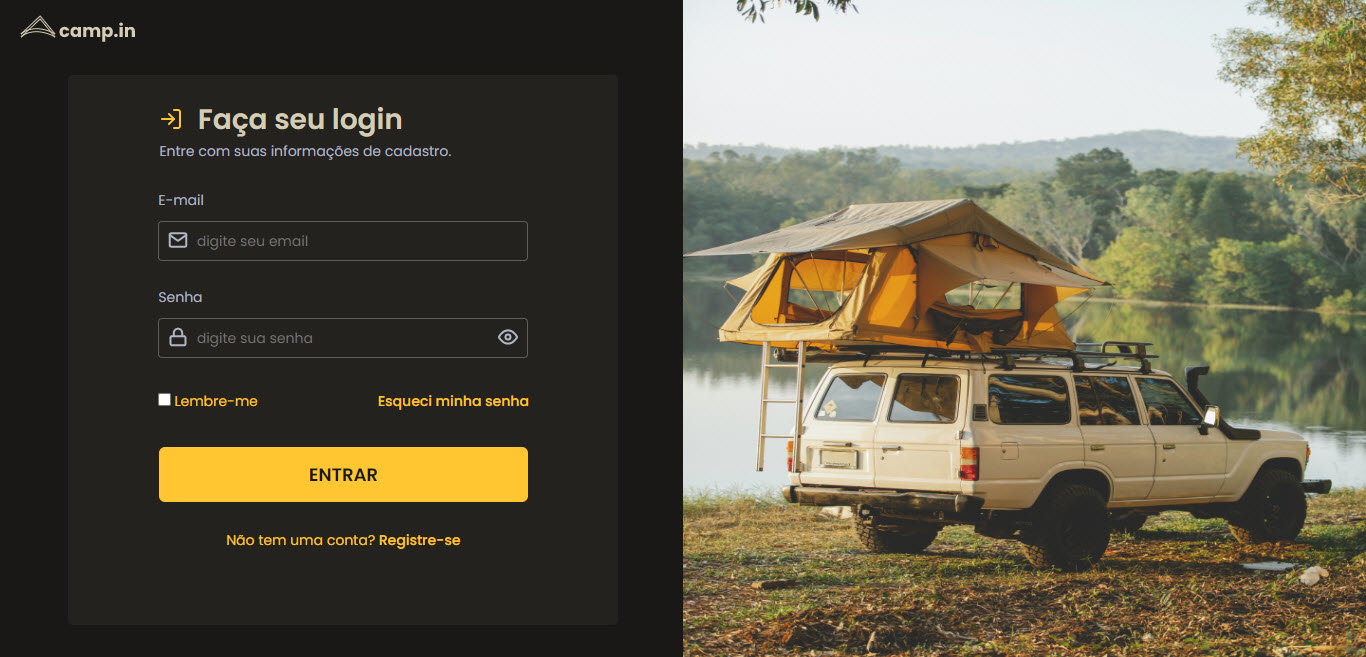 camp.in
Faça seu login
Entre com suas informações de cadastro.
E-mail
digite seu email
Senha
digite sua senha
Lembre-me Esqueci minha senha
ENTRAR
Não tem uma conta? Registre-se